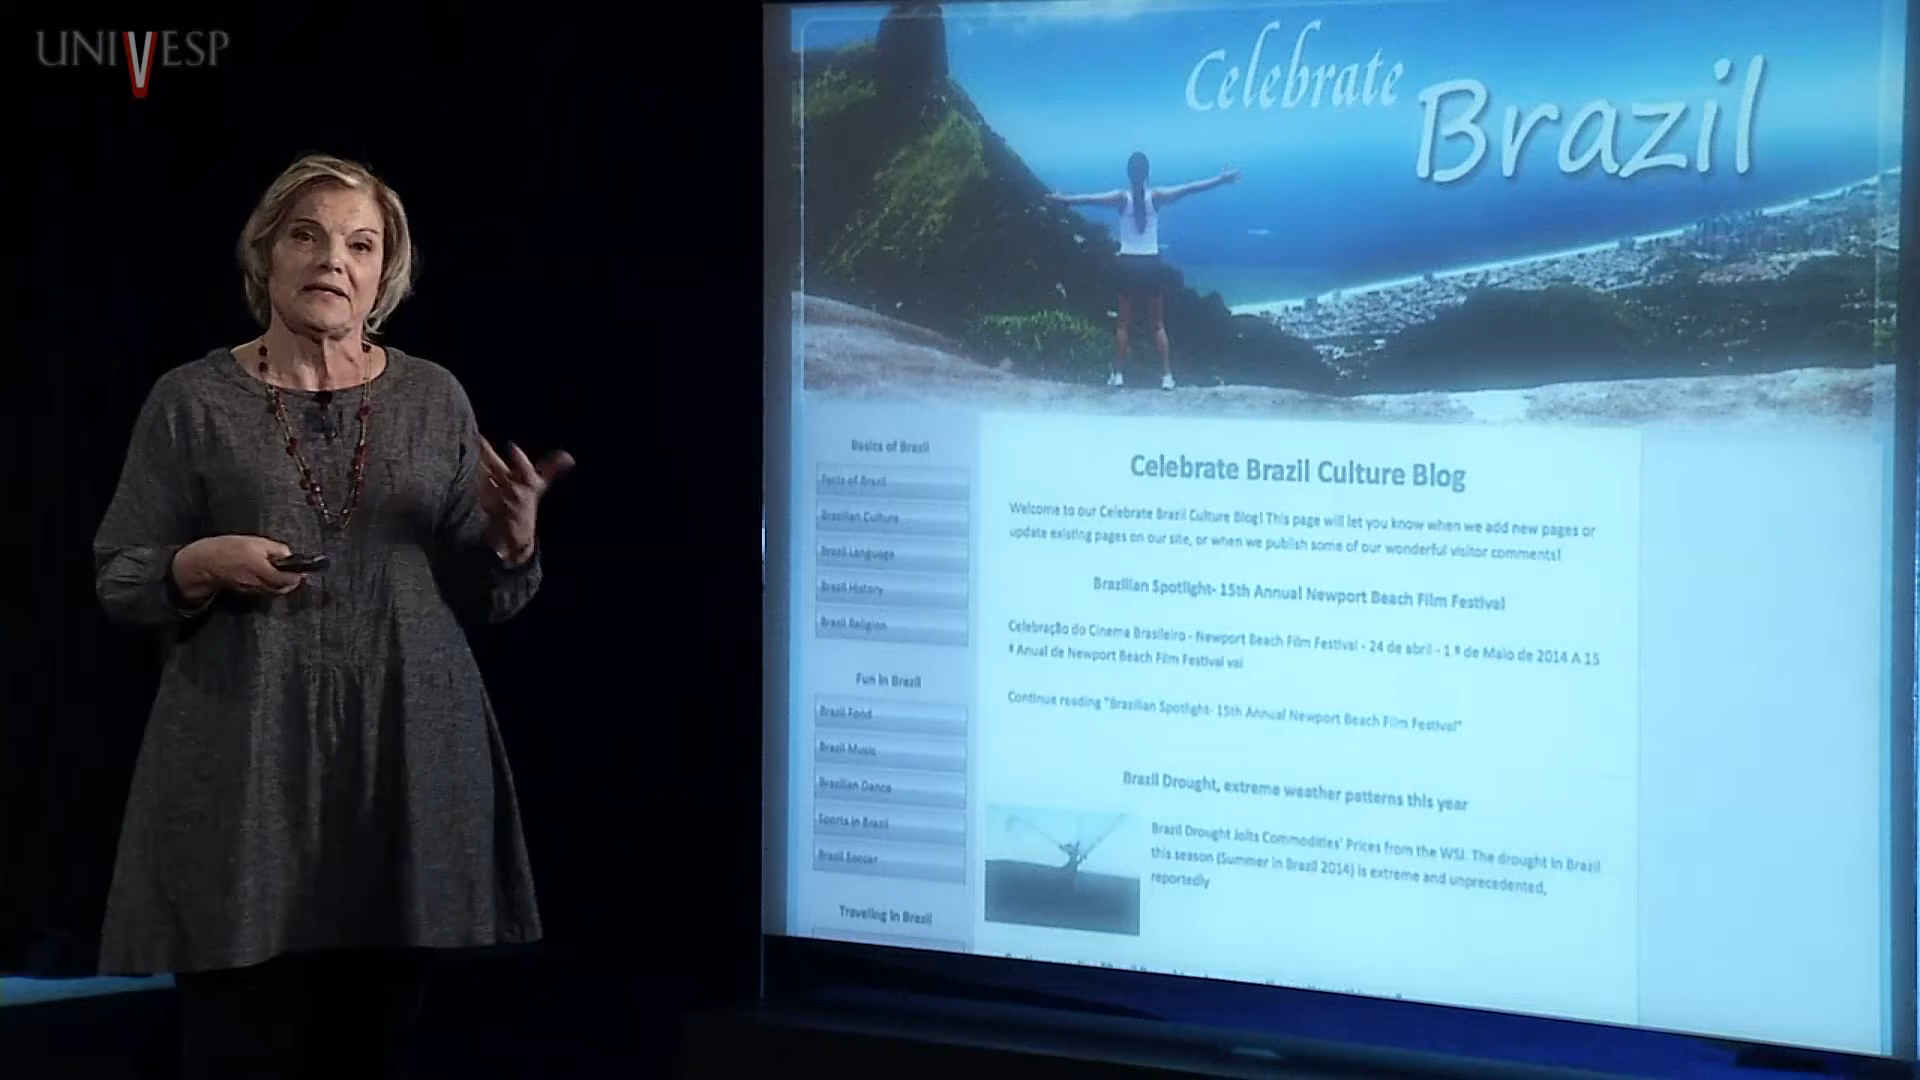 UNIVESP
Celebrate
Brazil
Basics of Brazil
Facts of Brazil
Brazilian Culture
Brazil Language
Brazil History
Brazil Religion
Fun in Brazil
Brazil Food
Brazil Music
Brazilian Dance
Sports in Brazil
Brazil Soccer
Traveling in Brazil
Celebrate Brazil Culture Blog
Welcome to our Celebrate Brazil Culture Blog! This page will let you know when we add new pages or
update existing pages on our site, or when we publish some of our wonderful visitor comments!
Brazilian Spotlight- 15th Annual Newport Beach Film Festival
Celebração do Cinema Brasileiro - Newport Beach Film Festival - 24 de abril - 1 º de Maio de 2014 A 15
ª Anual de Newport Beach Film Festival vai
Continue reading "Brazilian Spotlight- 15th Annual Newport Beach Film Festival"
Brazil Drought, extreme weather patterns this year
Brazil Drought Jolts Commodities' Prices from the WSJ. The drought in Brazil
this season (Summer in Brazil 2014) is extreme and unprecedented,
reportedly